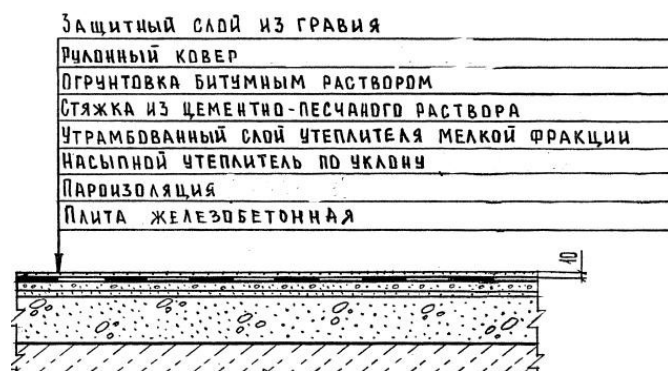 Защитный слой из гравия
Рулонный ковер
Огрунтовка битумным раствором
Стяжка из цементно-песчаного раствора
Утрамбованный слой утеплителя мелкой фракции
Насыпной утеплитель по уклону
Пароизоляция
Плита железобетонная
10